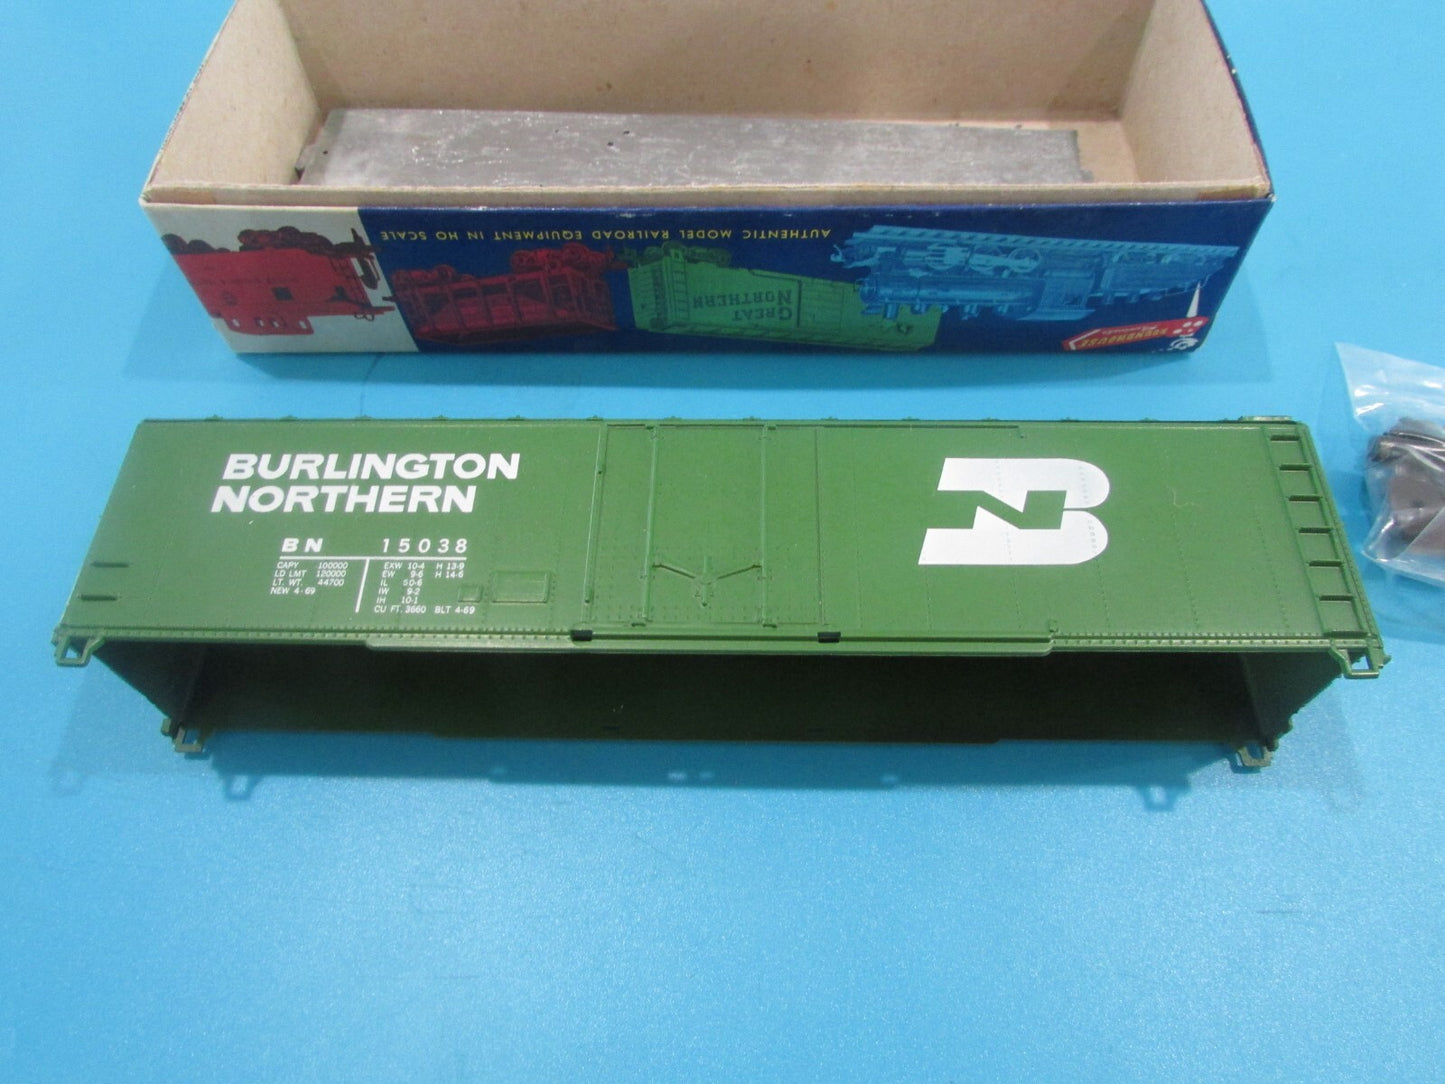 AUTHENTIC MODEL RAILROAD EQUIPMENT IN HO SCALE
GREAT
NORTHERN
ROUNDHOUSE
BURLINGTON
NORTHERN
BN 15038
CAPY 100000
LD LMT 120000
LT. WT. 44700
NEW 4-69
EXW 10-4 H 13-9
EW 9-6 H 14-6
IL 50-6
IW 9-2
IH 10-1
CU FT. 3660 BLT 4-69
BN